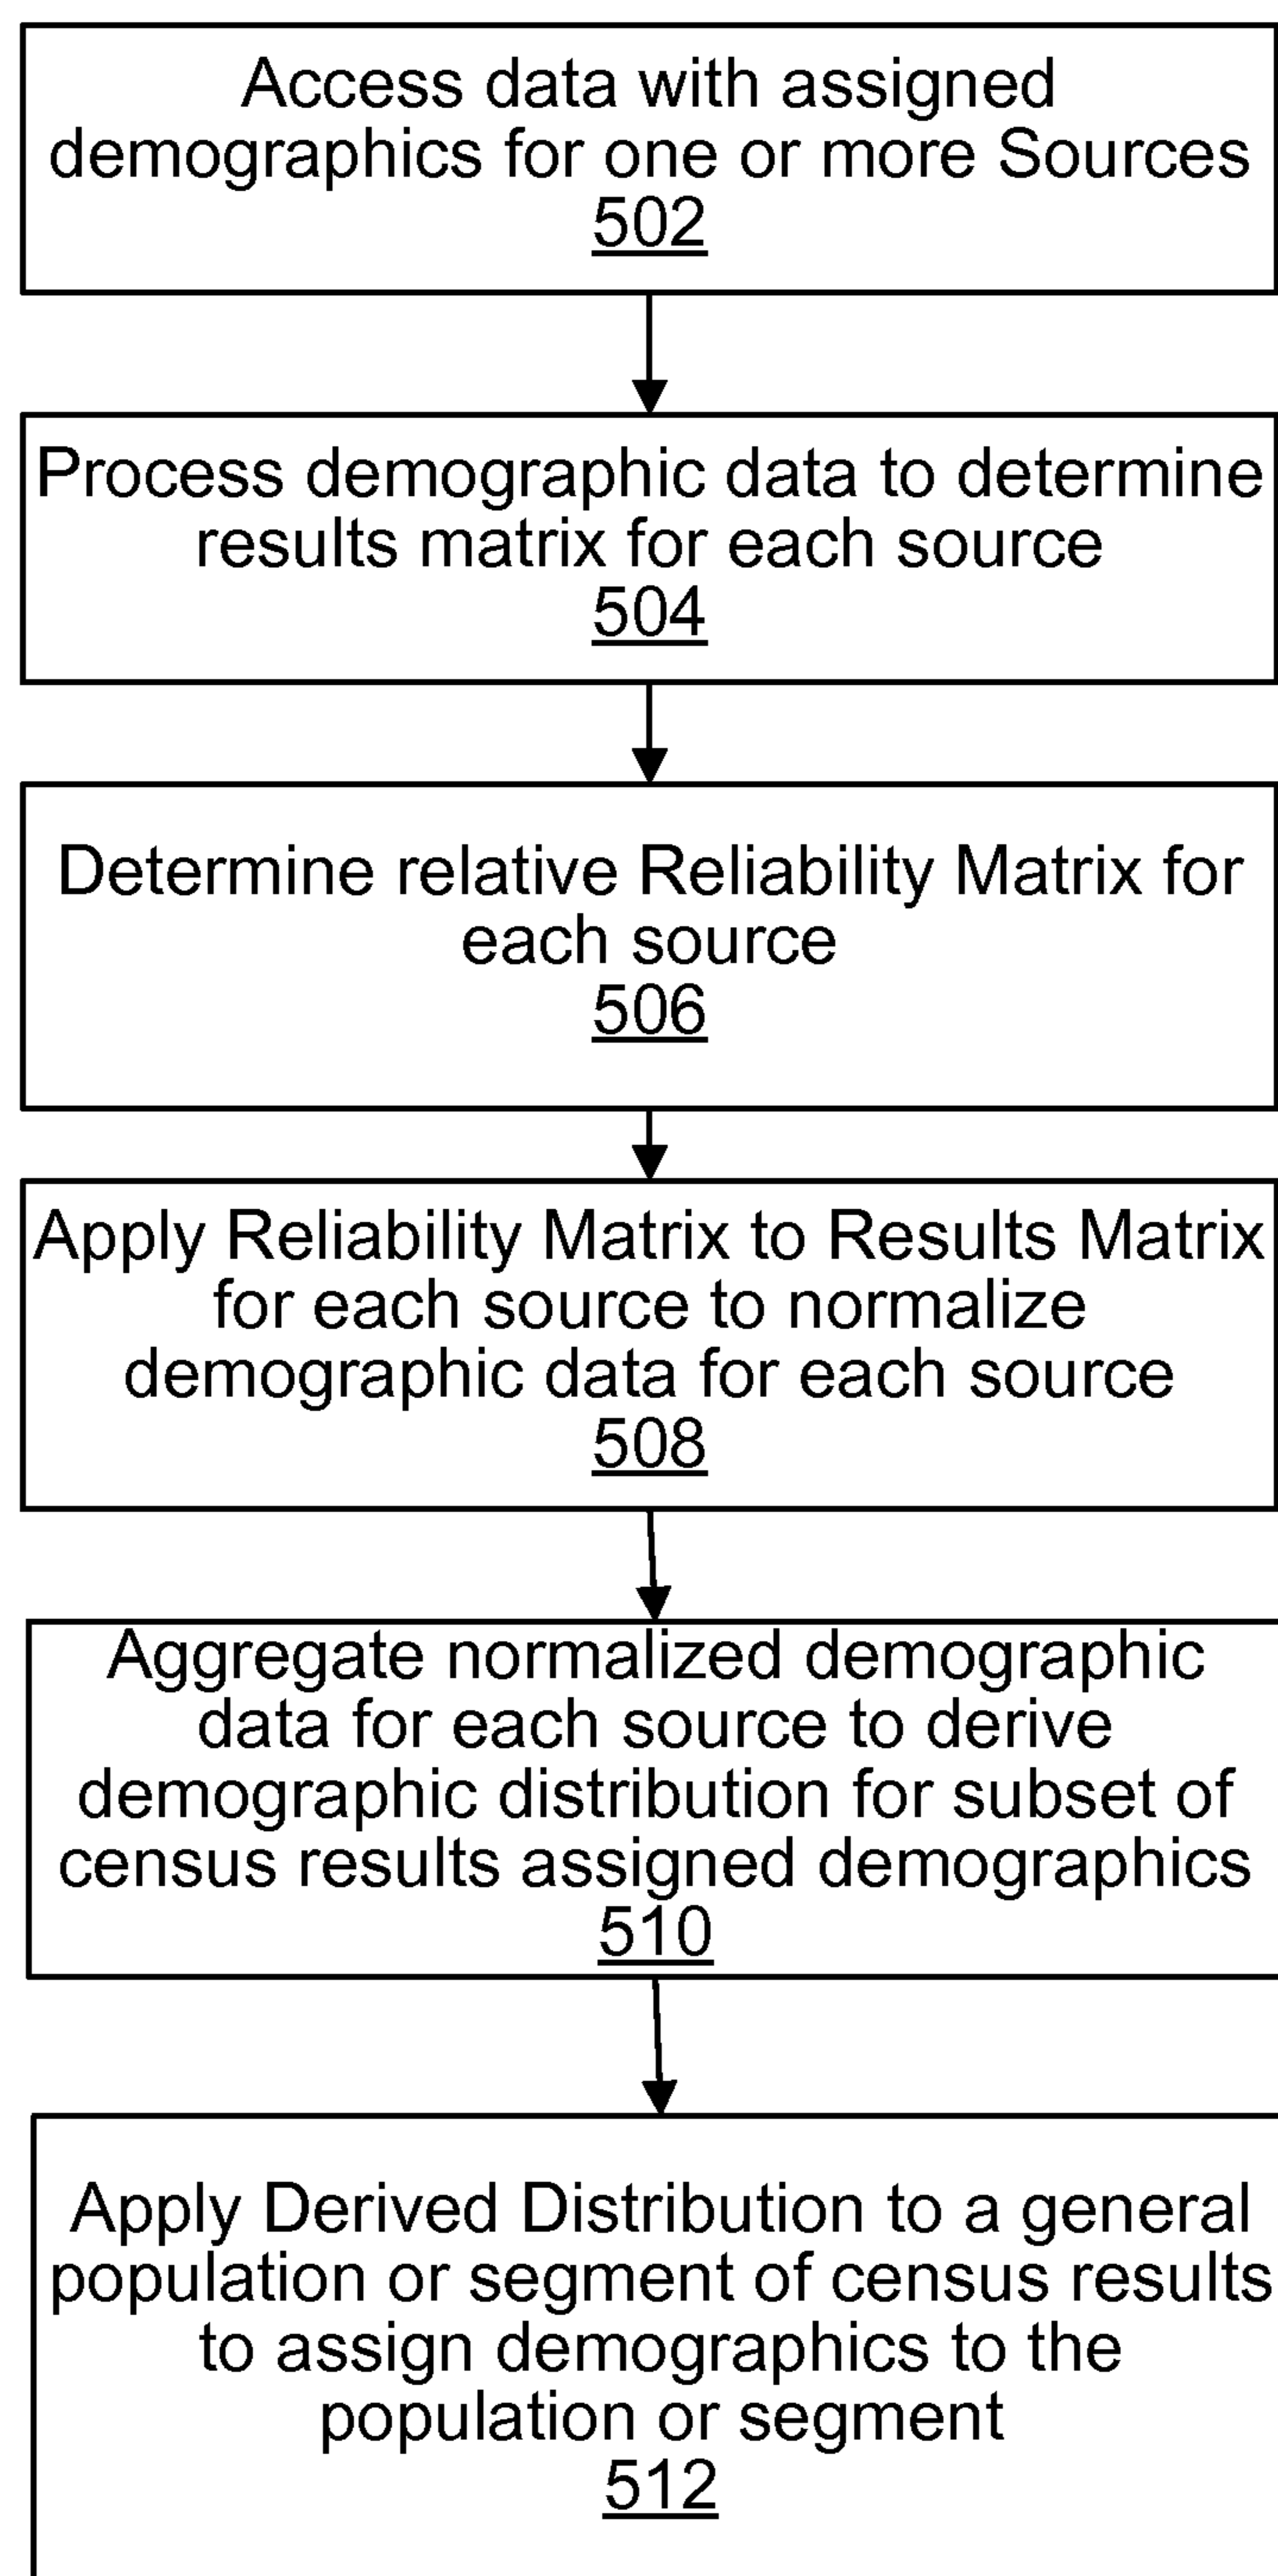 Access data with assigned
demographics for one or more Sources
502
Process demographic data to determine
results matrix for each source
504
Determine relative Reliability Matrix for
each source
506
Apply Reliability Matrix to Results Matrix
for each source to normalize
demographic data for each source
508
Aggregate normalized demographic
data for each source to derive
demographic distribution for subset of
census results assigned demographics
510
Apply Derived Distribution to a general
population or segment of census results
to assign demographics to the
population or segment
512